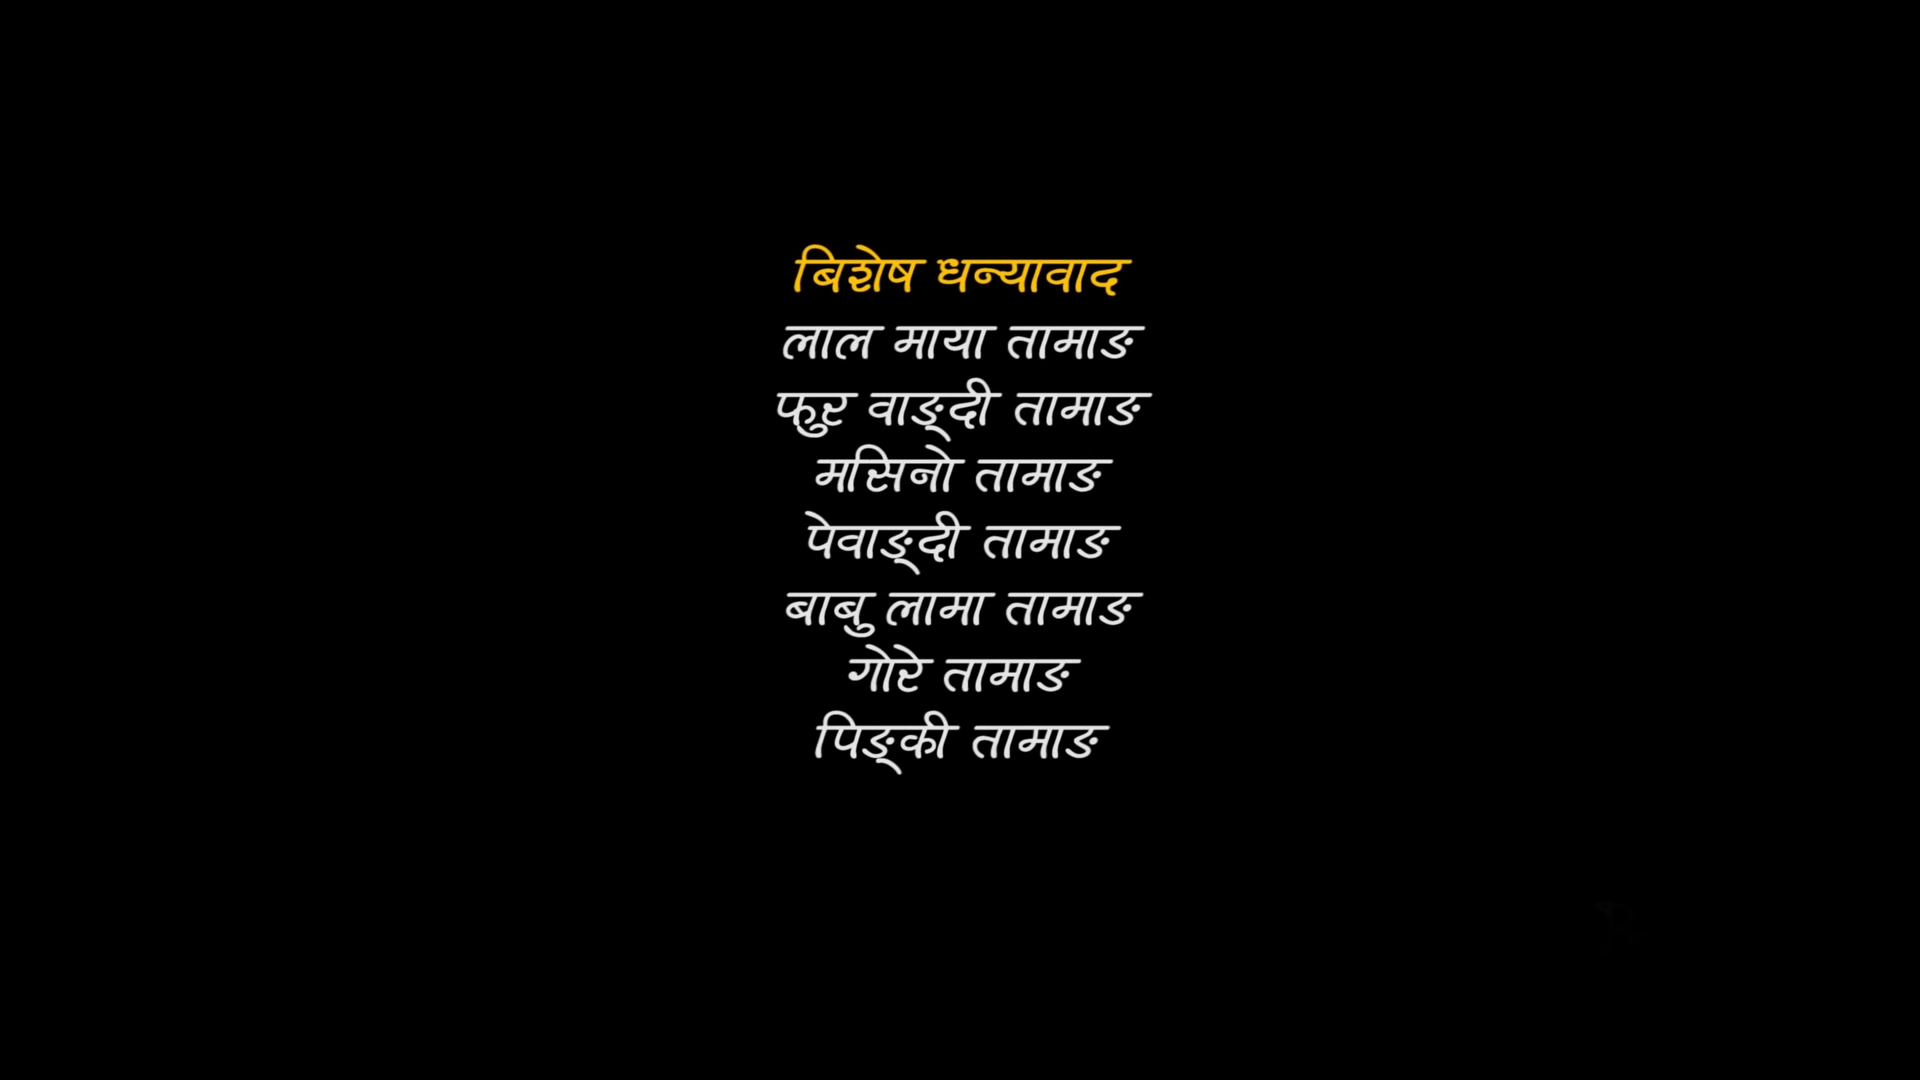 बिशेष धन्यावाद
लाल माया तामाङ
फुर वाङ्दी तामाङ
मसिनो तामाङ
पेवाङ्दी तामाङ
बाबु लामा तामाङ
गोरे तामाङ
पिङ्की तामाङ